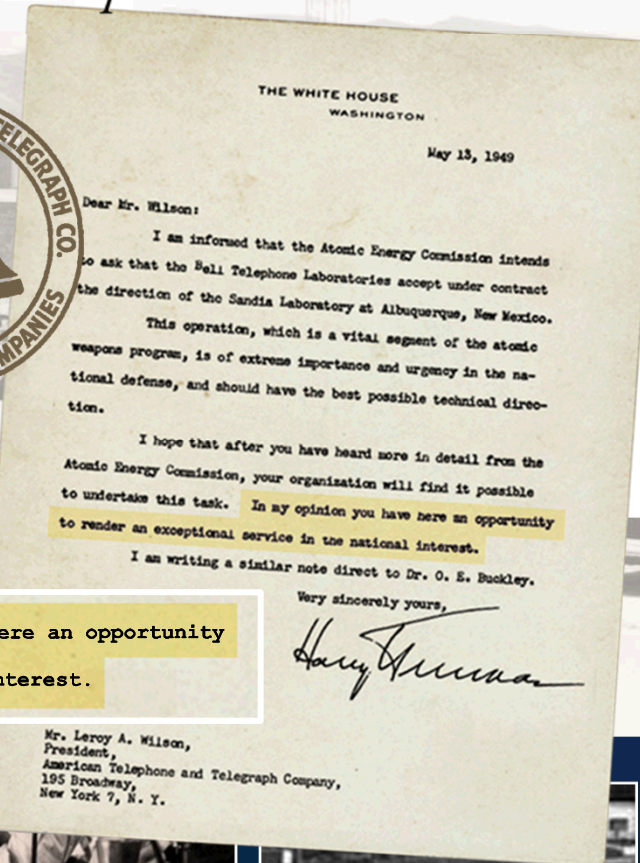 TELEGRAPH CO.
COMPANIES
THE WHITE HOUSE
WASHINGTON
May 13, 1949
Dear Mr. Wilson:
I am informed that the Atomic Energy Commission intends
to ask that the Bell Telephone Laboratories accept under contract
the direction of the Sandia Laboratory at Albuquerque, New Mexico.
This operation, which is a vital segment of the atomic
weapons program, is of extreme importance and urgency in the na-
tional defense, and should have the best possible technical direc-
tion.
I hope that after you have heard more in detail from the
Atomic Energy Commission, your organization will find it possible
to undertake this task. In my opinion you have here an opportunity
to render an exceptional service in the national interest.
I am writing a similar note direct to Dr. O. E. Buckley.
Very sincerely yours,
Harry Truman
ere an opportunity
nterest.
Mr. Leroy A. Wilson,
President,
American Telephone and Telegraph Company,
195 Broadway,
New York 7, N. Y.